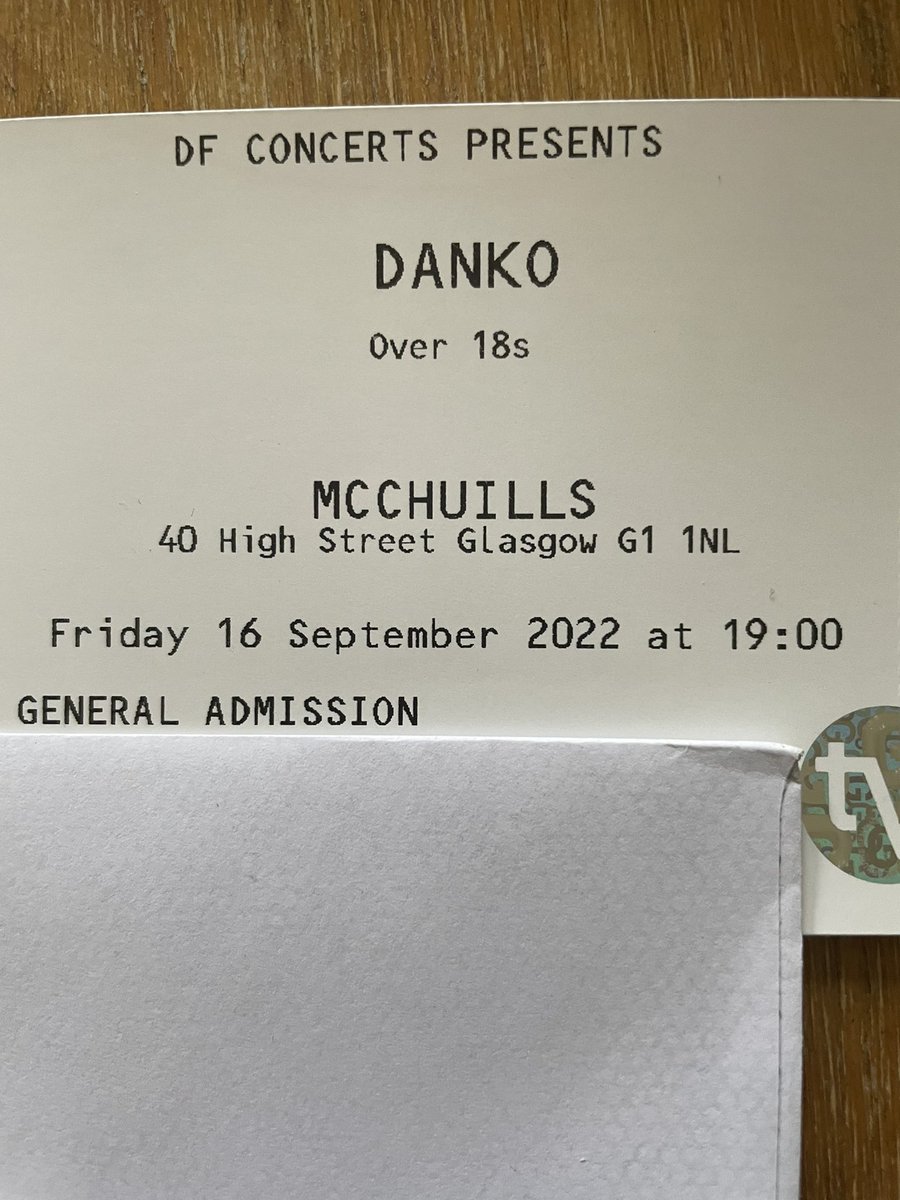 DF CONCERTS PRESENTS
DANKO
Over 18s
MCCHUILLS
40 High Street Glasgow G1 1NL
Friday 16 September 2022 at 19:00
GENERAL ADMISSION